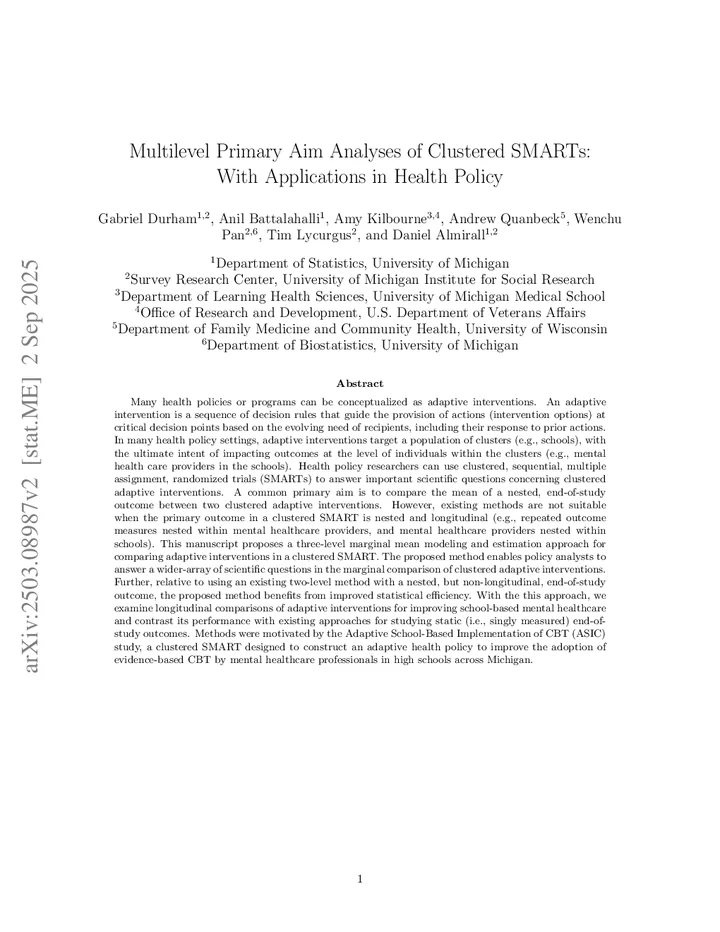 Multilevel Primary Aim Analyses of Clustered SMARTs:
With Applications in Health Policy
Gabriel Durham1,2, Anil Battalahalli1, Amy Kilbourne3,4, Andrew Quanbeck5, Wenchu
Pan2,6, Tim Lycurgus2, and Daniel Almirall1,2
1Department of Statistics, University of Michigan
2Survey Research Center, University of Michigan Institute for Social Research
3Department of Learning Health Sciences, University of Michigan Medical School
4Office of Research and Development, U.S. Department of Veterans Affairs
5Department of Family Medicine and Community Health, University of Wisconsin
6Department of Biostatistics, University of Michigan
Abstract
Many health policies or programs can be conceptualized as adaptive interventions. An adaptive
intervention is a sequence of decision rules that guide the provision of actions (intervention options) at
critical decision points based on the evolving need of recipients, including their response to prior actions.
In many health policy settings, adaptive interventions target a population of clusters (e.g., schools), with
the ultimate intent of impacting outcomes at the level of individuals within the clusters (e.g., mental
health care providers in the schools). Health policy researchers can use clustered, sequential, multiple
assignment, randomized trials (SMARTs) to answer important scientific questions concerning clustered
adaptive interventions. A common primary aim is to compare the mean of a nested, end-of-study
outcome between two clustered adaptive interventions. However, existing methods are not suitable
when the primary outcome in a clustered SMART is nested and longitudinal (e.g., repeated outcome
measures nested within mental healthcare providers, and mental healthcare providers nested within
schools). This manuscript proposes a three-level marginal mean modeling and estimation approach for
comparing adaptive interventions in a clustered SMART. The proposed method enables policy analysts to
answer a wider-array of scientific questions in the marginal comparison of clustered adaptive interventions.
Further, relative to using an existing two-level method with a nested, but non-longitudinal, end-of-study
outcome, the proposed method benefits from improved statistical efficiency. With the this approach, we
examine longitudinal comparisons of adaptive interventions for improving school-based mental healthcare
and contrast its performance with existing approaches for studying static (i.e., singly measured) end-of-
study outcomes. Methods were motivated by the Adaptive School-Based Implementation of CBT (ASIC)
study, a clustered SMART designed to construct an adaptive health policy to improve the adoption of
evidence-based CBT by mental healthcare professionals in high schools across Michigan.
arXiv:2503.08987v2 [stat.ME] 2 Sep 2025
1